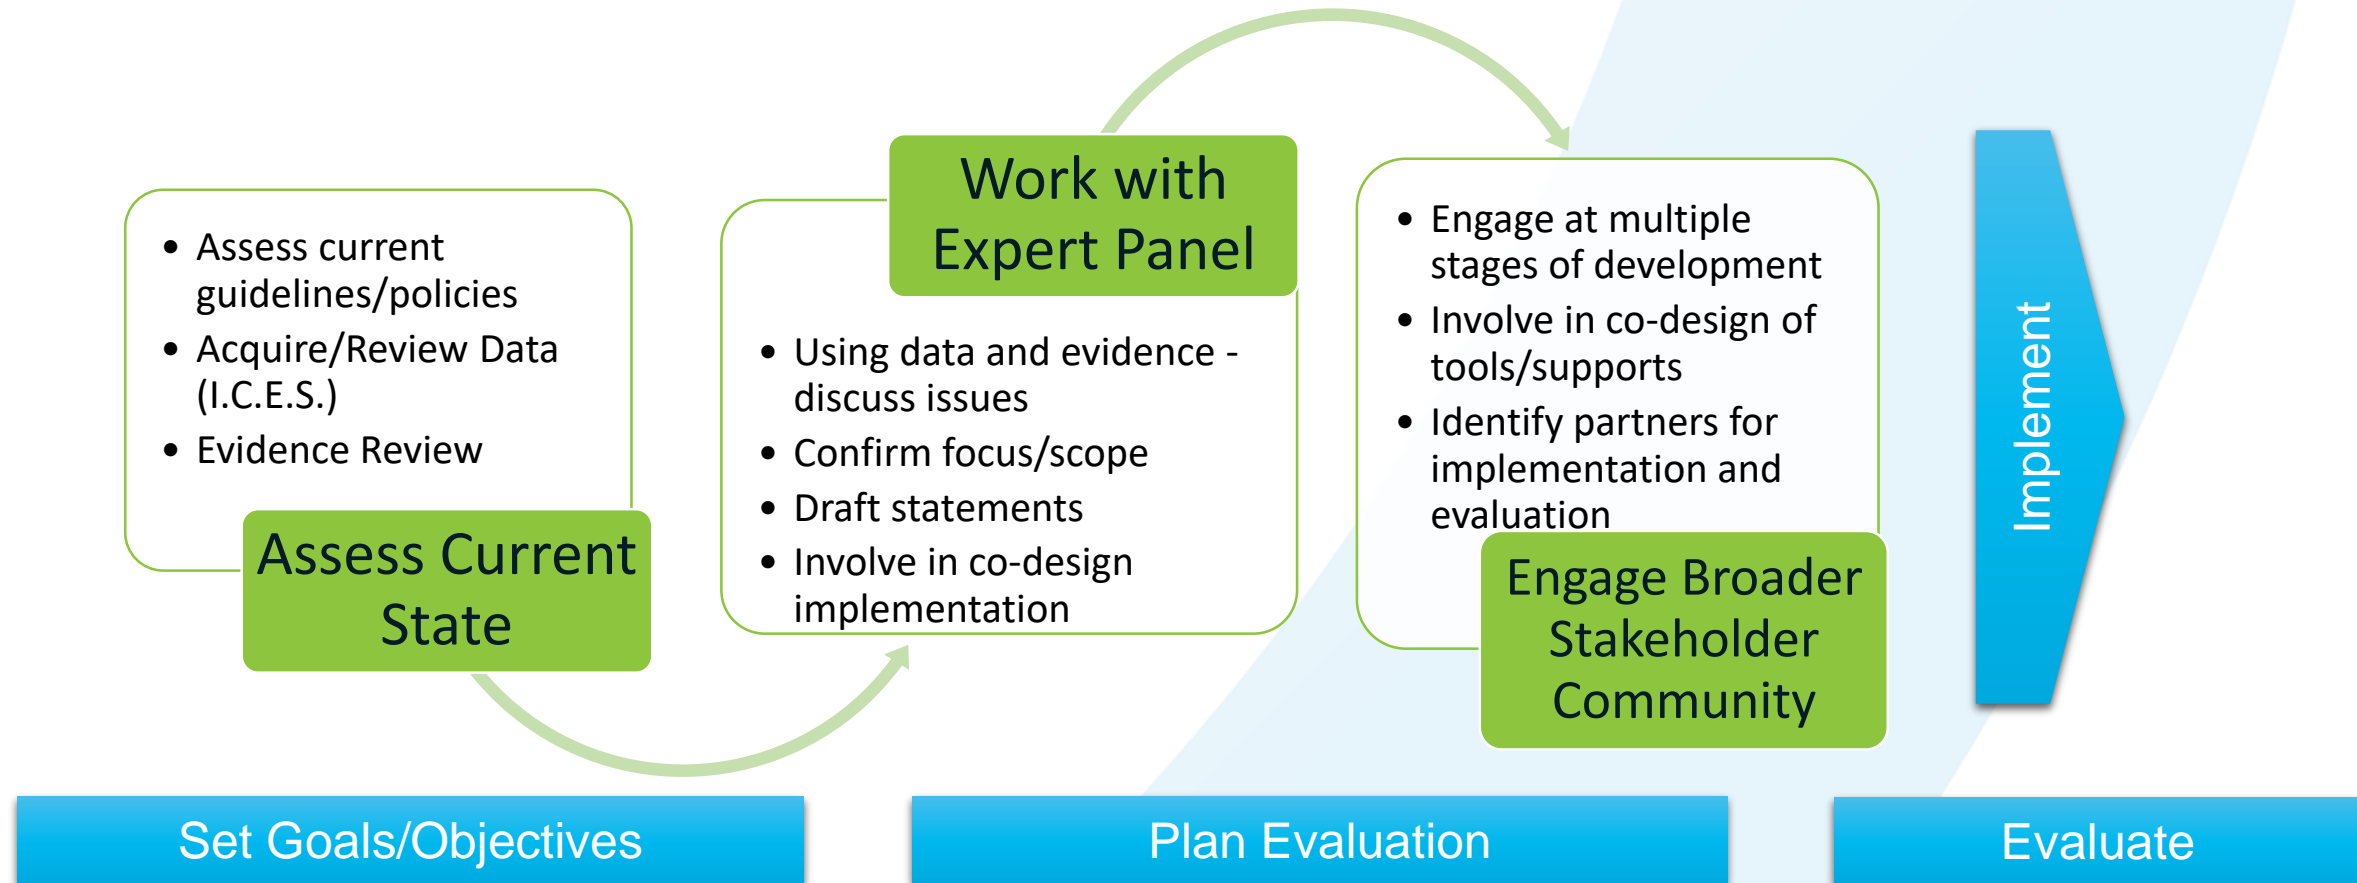 • Assess current
guidelines/policies
• Acquire/Review Data
(I.C.E.S.)
• Evidence Review
Assess Current
State
Work with
Expert Panel
• Using data and evidence -
discuss issues
• Confirm focus/scope
• Draft statements
• Involve in co-design
implementation
• Engage at multiple
stages of development
• Involve in co-design of
tools/supports
• Identify partners for
implementation and
evaluation
Engage Broader
Stakeholder
Community
Implement
Set Goals/Objectives
Plan Evaluation
Evaluate